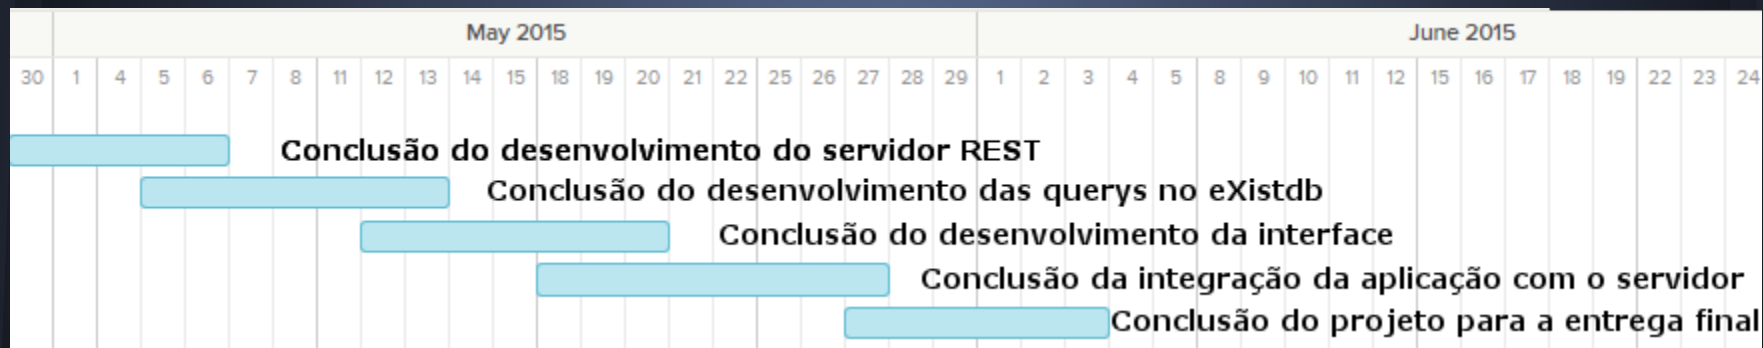 May 2015 June 2015
30 1 4 5 6 7 8 11 12 13 14 15 18 19 20 21 22 25 26 27 28 29 1 2 3 4 5 8 9 10 11 12 15 16 17 18 19 22 23 24
Conclusão do desenvolvimento do servidor REST
Conclusão do desenvolvimento das querys no eXistdb
Conclusão do desenvolvimento da interface
Conclusão da integração da aplicação com o servidor
Conclusão do projeto para a entrega final